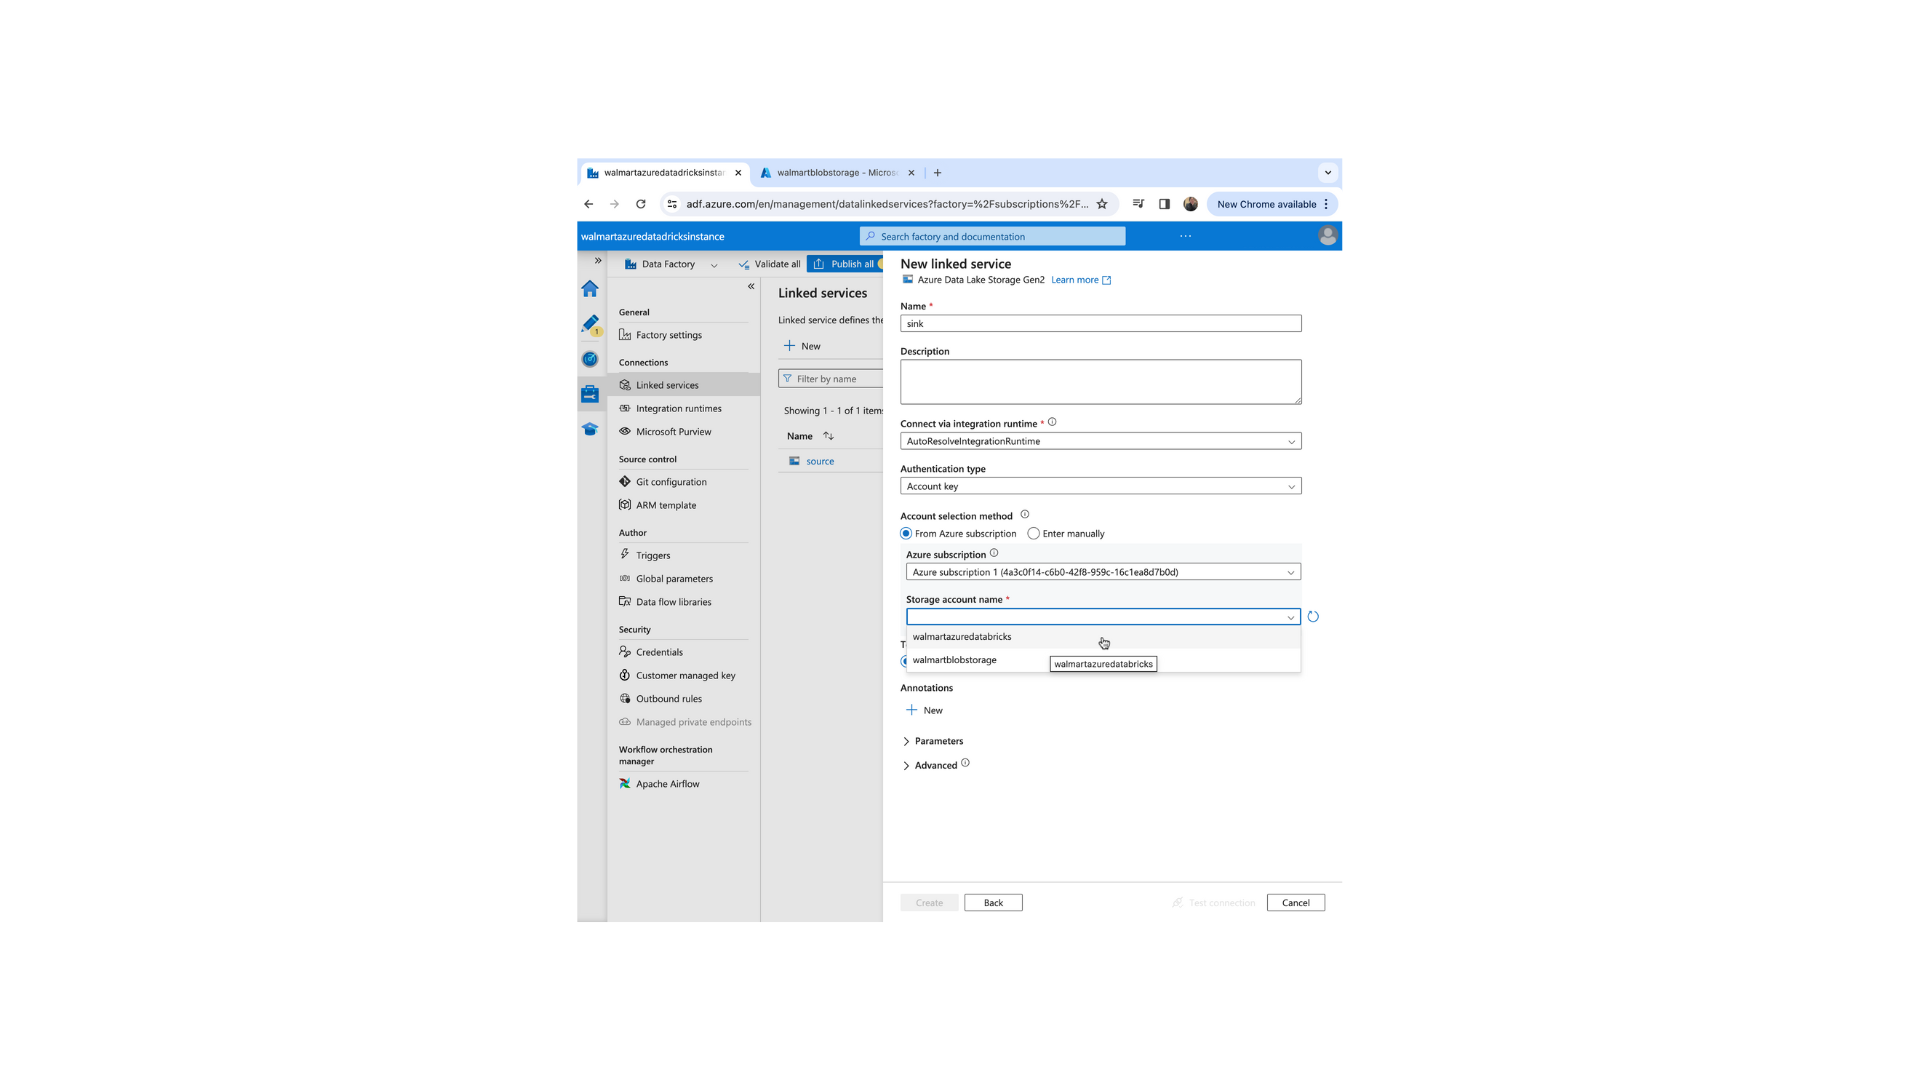 walmartazuredatadricksinstar
walmartblobstorage - Micros
adf.azure.com/en/management/datalinkedservices?factory=%2Fsubscriptions%2F...
New Chrome available
walmartazuredatadricksinstance
Search factory and documentation
...
Data Factory
Validate all
Publish all
General
Factory settings
Connections
Linked services
Integration runtimes
Microsoft Purview
Source control
Git configuration
ARM template
Author
Triggers
Global parameters
Data flow libraries
Security
Credentials
Customer managed key
Outbound rules
Managed private endpoints
Workflow orchestration
manager
Apache Airflow
1
Linked services
Linked service defines the
New
Filter by name
Showing 1 - 1 of 1 items
Name
source
New linked service
Azure Data Lake Storage Gen2 Learn more
Name *
sink
Description
Connect via integration runtime *
AutoResolveIntegrationRuntime
Authentication type
Account key
Account selection method
From Azure subscription Enter manually
Azure subscription
Azure subscription 1 (4a3c0f14-c6b0-42f8-959c-16c1ea8d7b0d)
Storage account name *
walmartazuredatabricks
walmartblobstorage
walmartazuredatabricks
Annotations
New
Parameters
Advanced
Create
Back
Test connection
Cancel